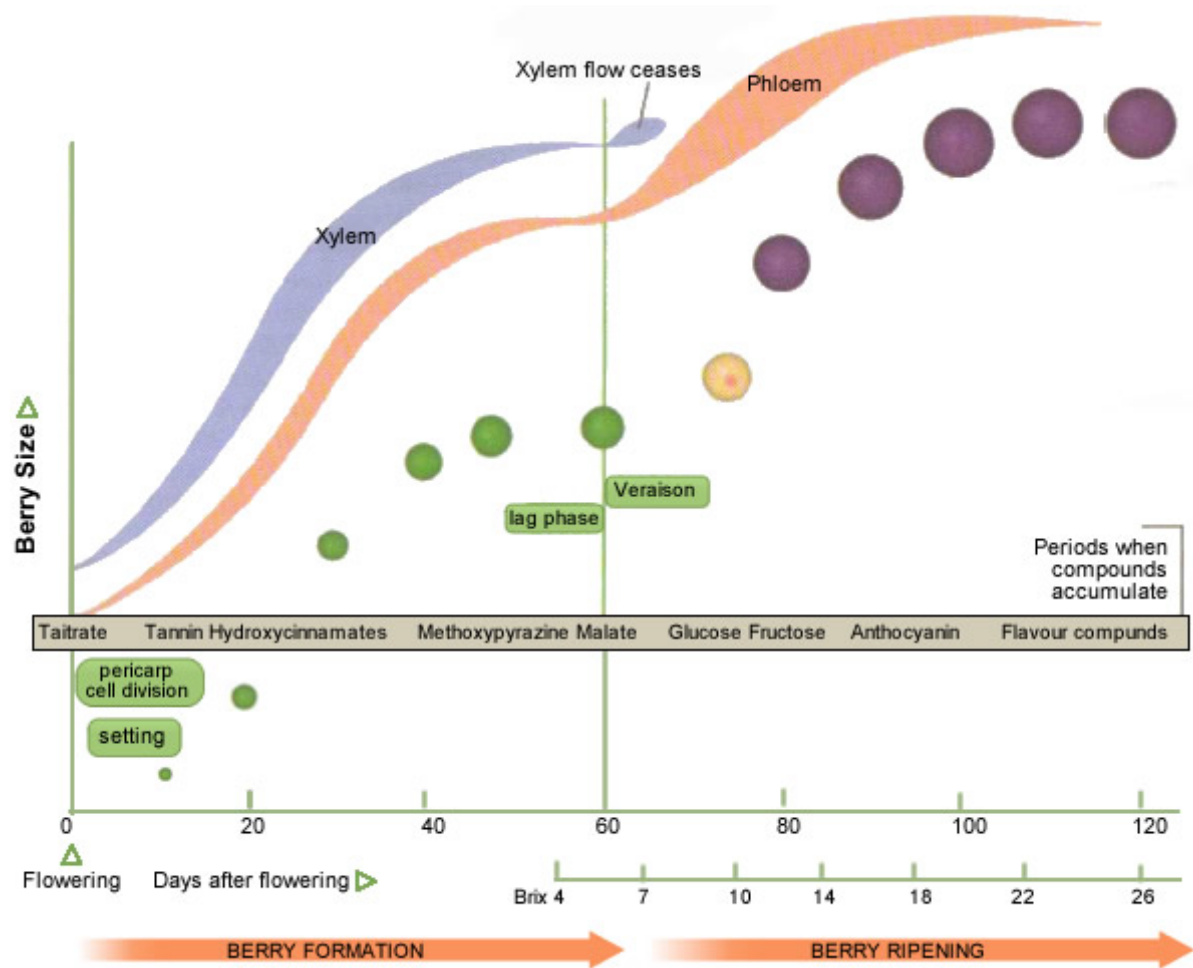 Xylem flow ceases
Phloem
Xylem
Berry Size
Veraison
lag phase
Periods when
compounds
accumulate
Taitrate Tannin Hydroxycinnamates Methoxypyrazine Malate Glucose Fructose Anthocyanin Flavour compunds
pericarp
cell division
setting
0 20 40 60 80 100 120
Flowering Days after flowering
Brix 4 7 10 14 18 22 26
BERRY FORMATION BERRY RIPENING